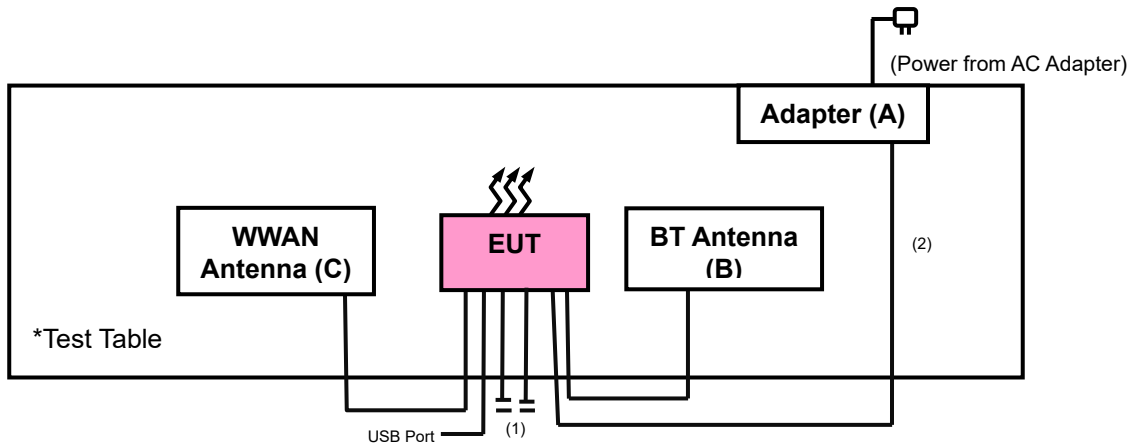 (Power from AC Adapter)
Adapter (A)
WWAN
Antenna (C)
EUT
BT Antenna
(B)
(2)
*Test Table
USB Port
(1)